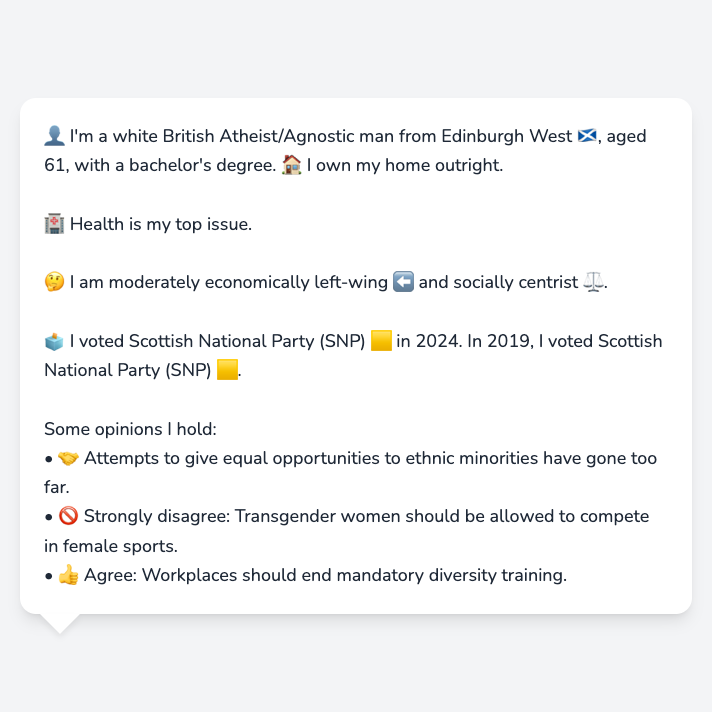 👤 I'm a white British Atheist/Agnostic man from Edinburgh West 🏴󠁧󠁢󠁳󠁣󠁴󠁿, aged
61, with a bachelor's degree. 🏠 I own my home outright.
🏥 Health is my top issue.
🤔 I am moderately economically left-wing ⬅️ and socially centrist ⚖️.
🗳️ I voted Scottish National Party (SNP) 🟨 in 2024. In 2019, I voted Scottish
National Party (SNP) 🟨.
Some opinions I hold:
• 🤝 Attempts to give equal opportunities to ethnic minorities have gone too
far.
• 🚫 Strongly disagree: Transgender women should be allowed to compete
in female sports.
• 👍 Agree: Workplaces should end mandatory diversity training.